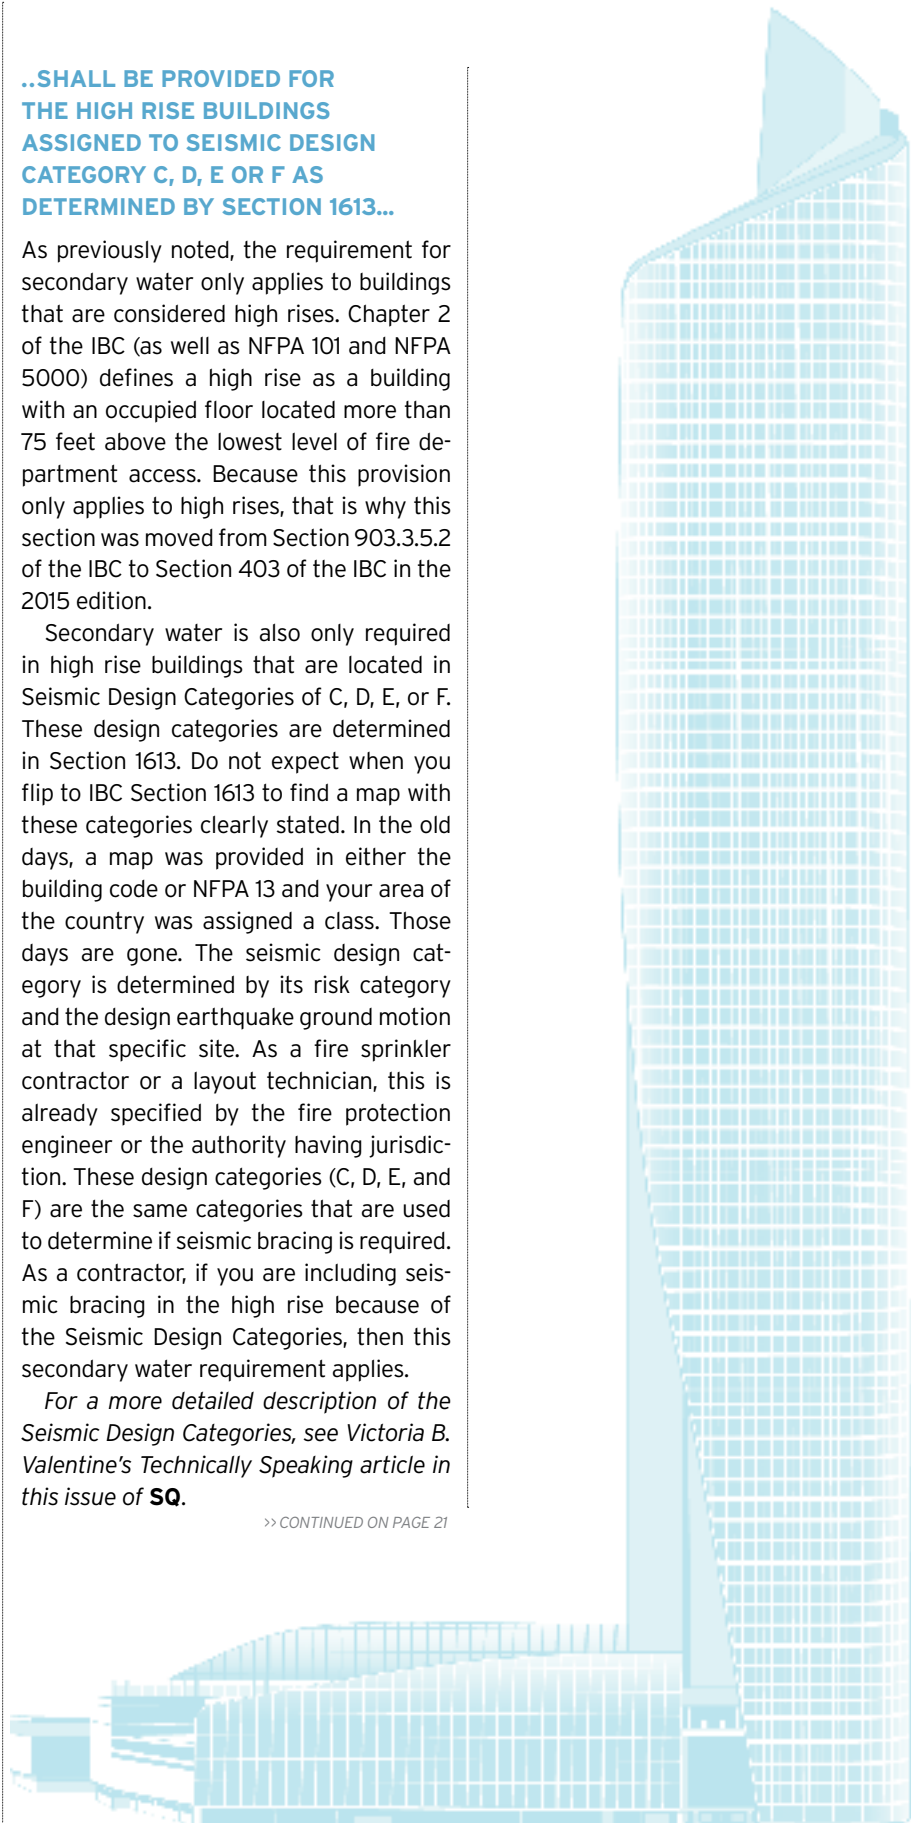 ..SHALL BE PROVIDED FOR
THE HIGH RISE BUILDINGS
ASSIGNED TO SEISMIC DESIGN
CATEGORY C, D, E OR F AS
DETERMINED BY SECTION 1613...
As previously noted, the requirement for
secondary water only applies to buildings
that are considered high rises. Chapter 2
of the IBC (as well as NFPA 101 and NFPA
5000) defines a high rise as a building
with an occupied floor located more than
75 feet above the lowest level of fire de-
partment access. Because this provision
only applies to high rises, that is why this
section was moved from Section 903.3.5.2
of the IBC to Section 403 of the IBC in the
2015 edition.
Secondary water is also only required
in high rise buildings that are located in
Seismic Design Categories of C, D, E, or F.
These design categories are determined
in Section 1613. Do not expect when you
flip to IBC Section 1613 to find a map with
these categories clearly stated. In the old
days, a map was provided in either the
building code or NFPA 13 and your area of
the country was assigned a class. Those
days are gone. The seismic design cat-
egory is determined by its risk category
and the design earthquake ground motion
at that specific site. As a fire sprinkler
contractor or a layout technician, this is
already specified by the fire protection
engineer or the authority having jurisdic-
tion. These design categories (C, D, E, and
F) are the same categories that are used
to determine if seismic bracing is required.
As a contractor, if you are including seis-
mic bracing in the high rise because of
the Seismic Design Categories, then this
secondary water requirement applies.
For a more detailed description of the
Seismic Design Categories, see Victoria B.
Valentine's Technically Speaking article in
this issue of SQ.
>> CONTINUED ON PAGE 21